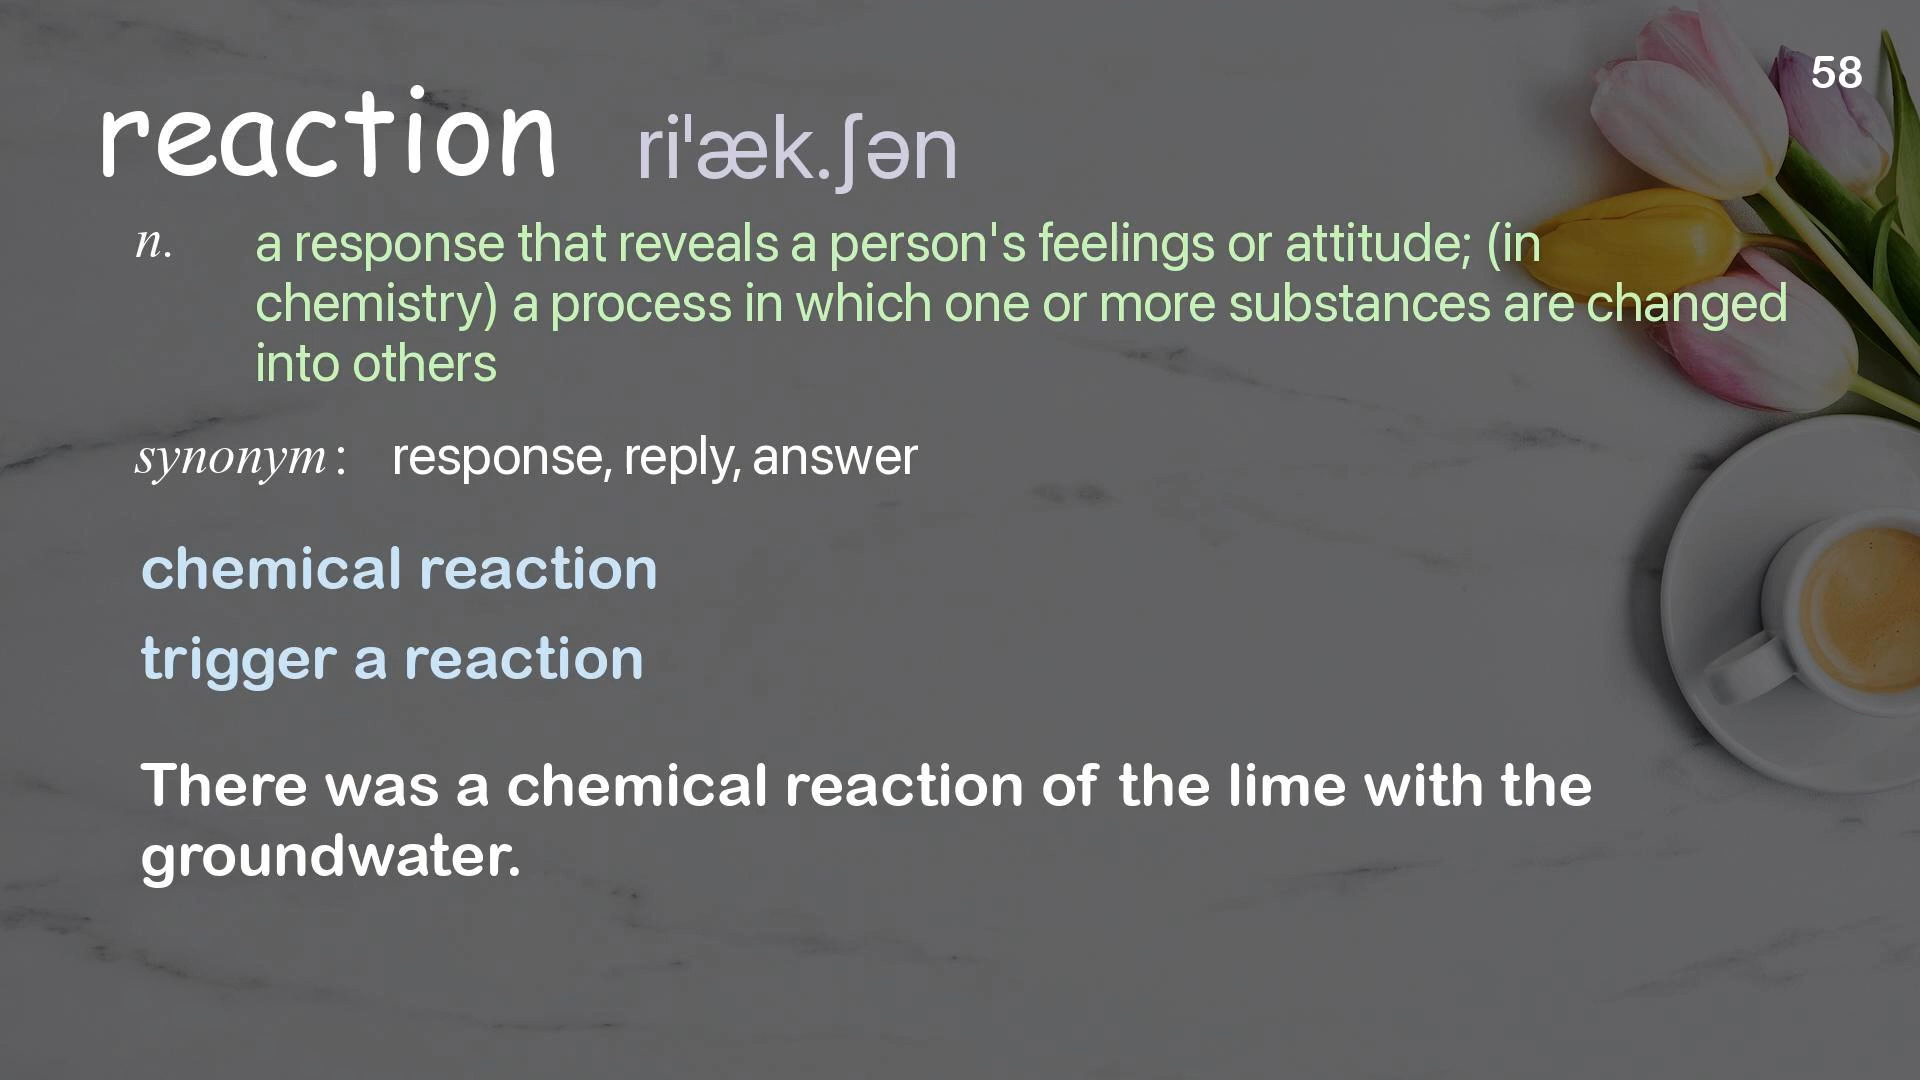 58
reaction riˈæk.ʃən
n. a response that reveals a person's feelings or attitude; (in
chemistry) a process in which one or more substances are changed
into others
synonym: response, reply, answer
chemical reaction
trigger a reaction
There was a chemical reaction of the lime with the
groundwater.